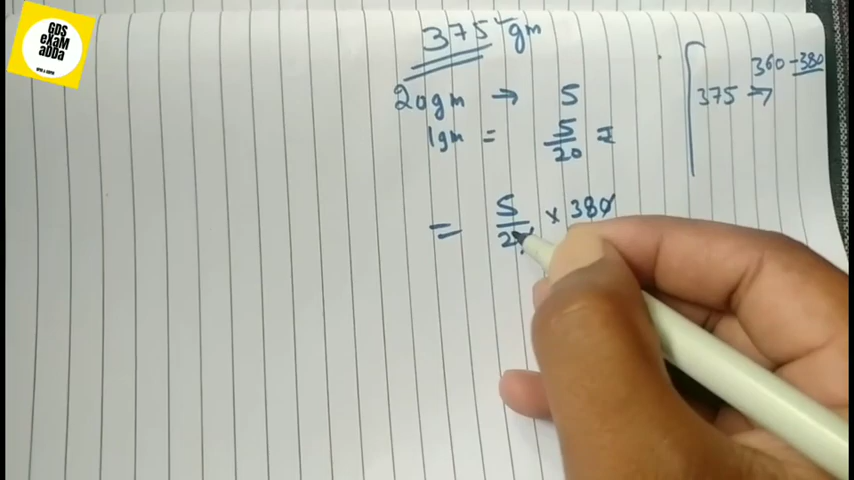 GDS
eXaM
aDDa
375 gm
360-380
375 →
20gm → 5
1gm = 5/20 =
= 5/20 × 380